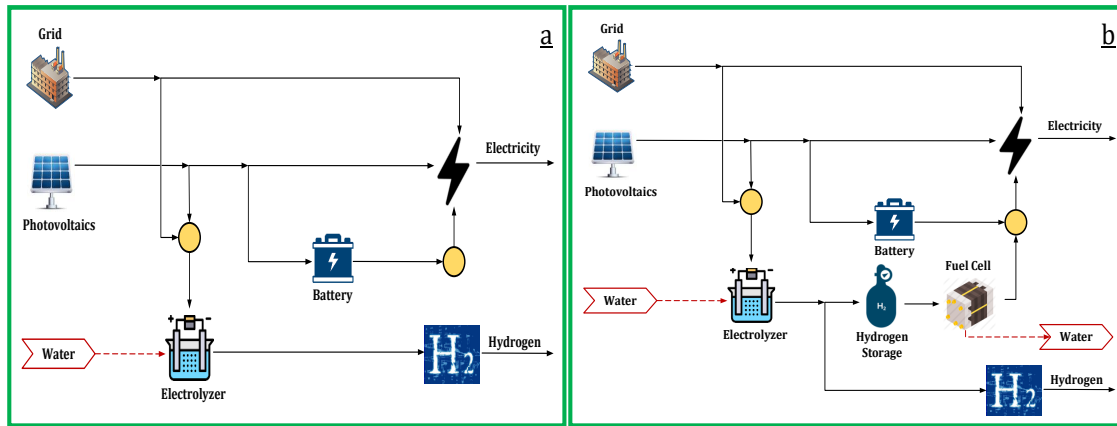 a
Grid
Photovoltaics
Electricity
Battery
Water
Electrolyzer
H2
Hydrogen
b
Grid
Photovoltaics
Electricity
Battery
Fuel Cell
Water
Electrolyzer
H₂
Hydrogen
Storage
Water
H2
Hydrogen